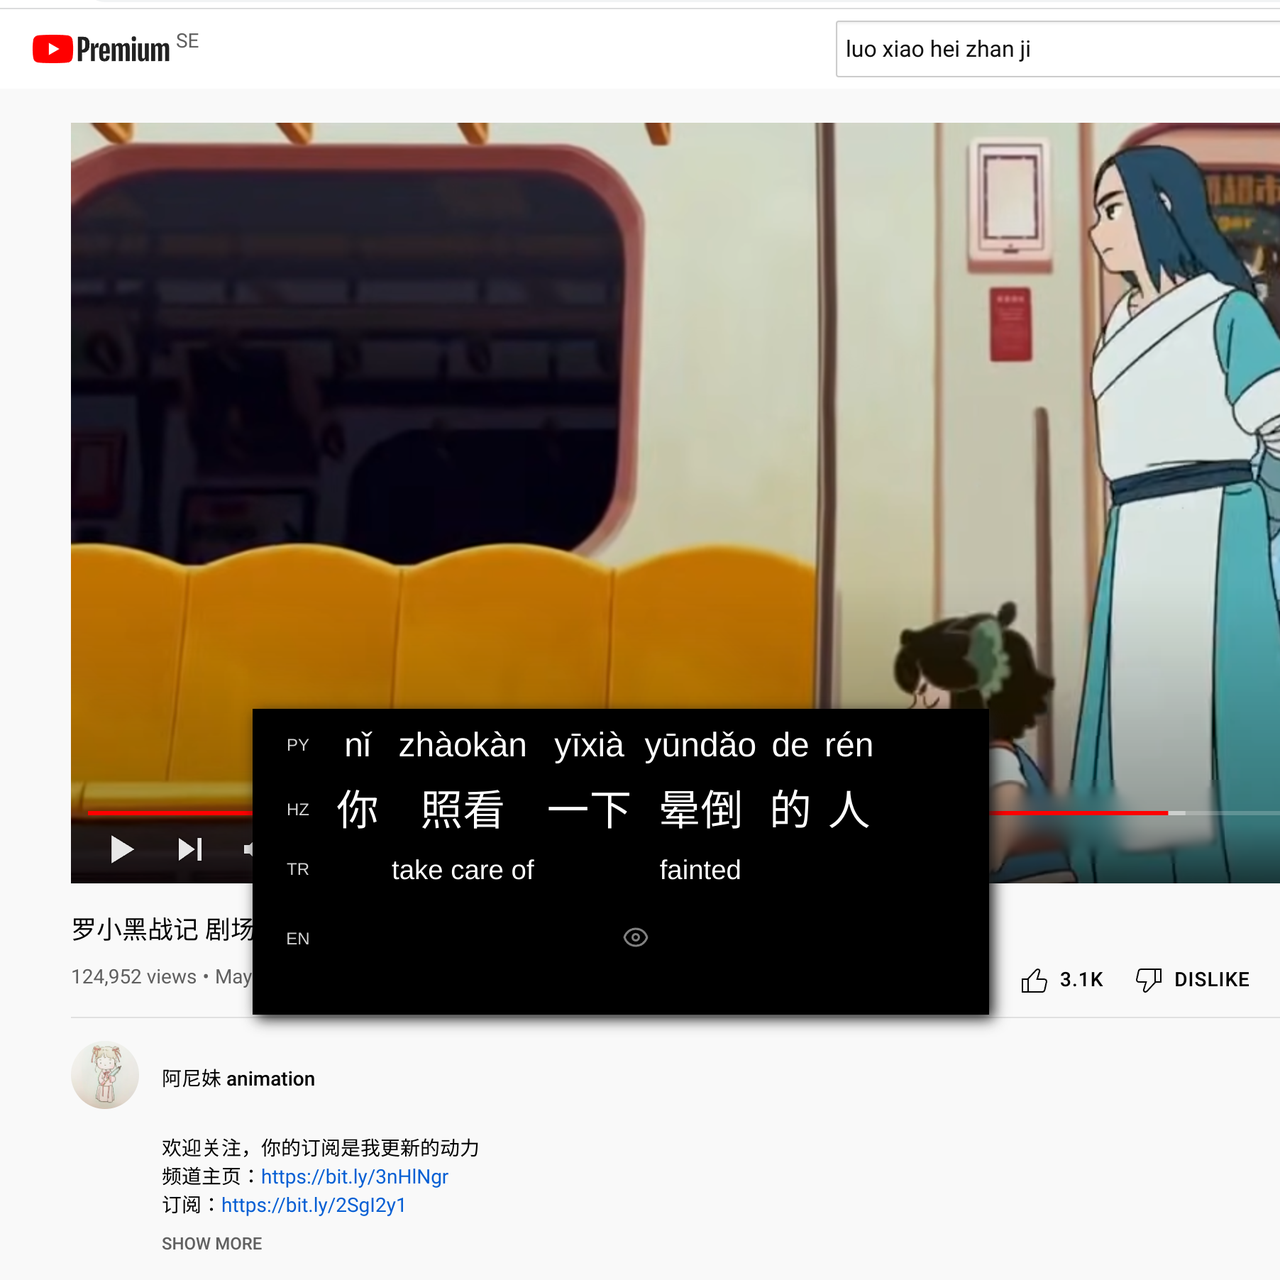 Premium SE
luo xiao hei zhan ji
PY nǐ zhàokàn yīxià yūndǎo de rén
HZ 你 照看 一下 晕倒 的 人
TR take care of fainted
EN
罗小黑战记 剧场
124,952 views • May
3.1K DISLIKE
阿尼妹 animation
欢迎关注，你的订阅是我更新的动力
频道主页：https://bit.ly/3nHlNgr
订阅：https://bit.ly/2SgI2y1
SHOW MORE